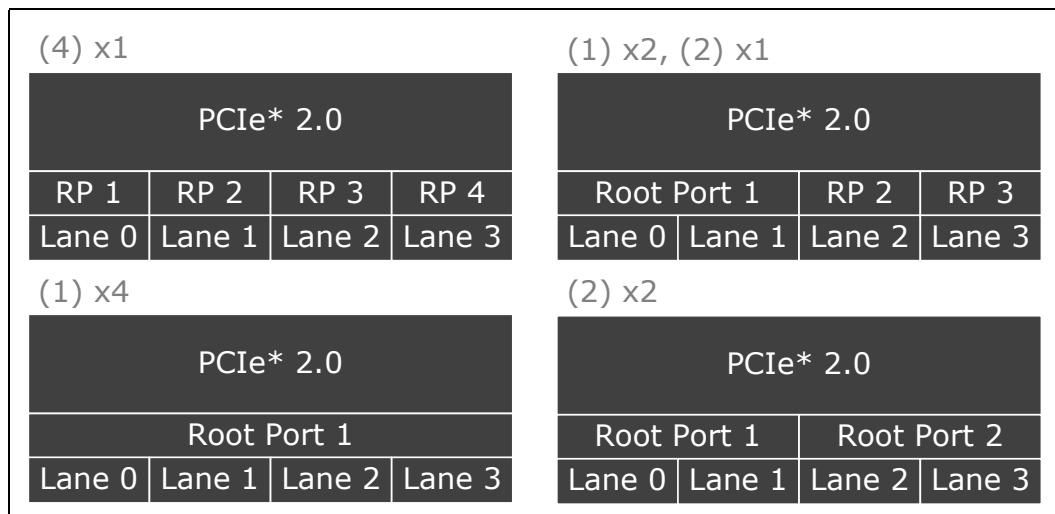 (4) x1
PCIe* 2.0
RP 1 RP 2 RP 3 RP 4
Lane 0 Lane 1 Lane 2 Lane 3
(1) x2, (2) x1
PCIe* 2.0
Root Port 1 RP 2 RP 3
Lane 0 Lane 1 Lane 2 Lane 3
(1) x4
PCIe* 2.0
Root Port 1
Lane 0 Lane 1 Lane 2 Lane 3
(2) x2
PCIe* 2.0
Root Port 1 Root Port 2
Lane 0 Lane 1 Lane 2 Lane 3